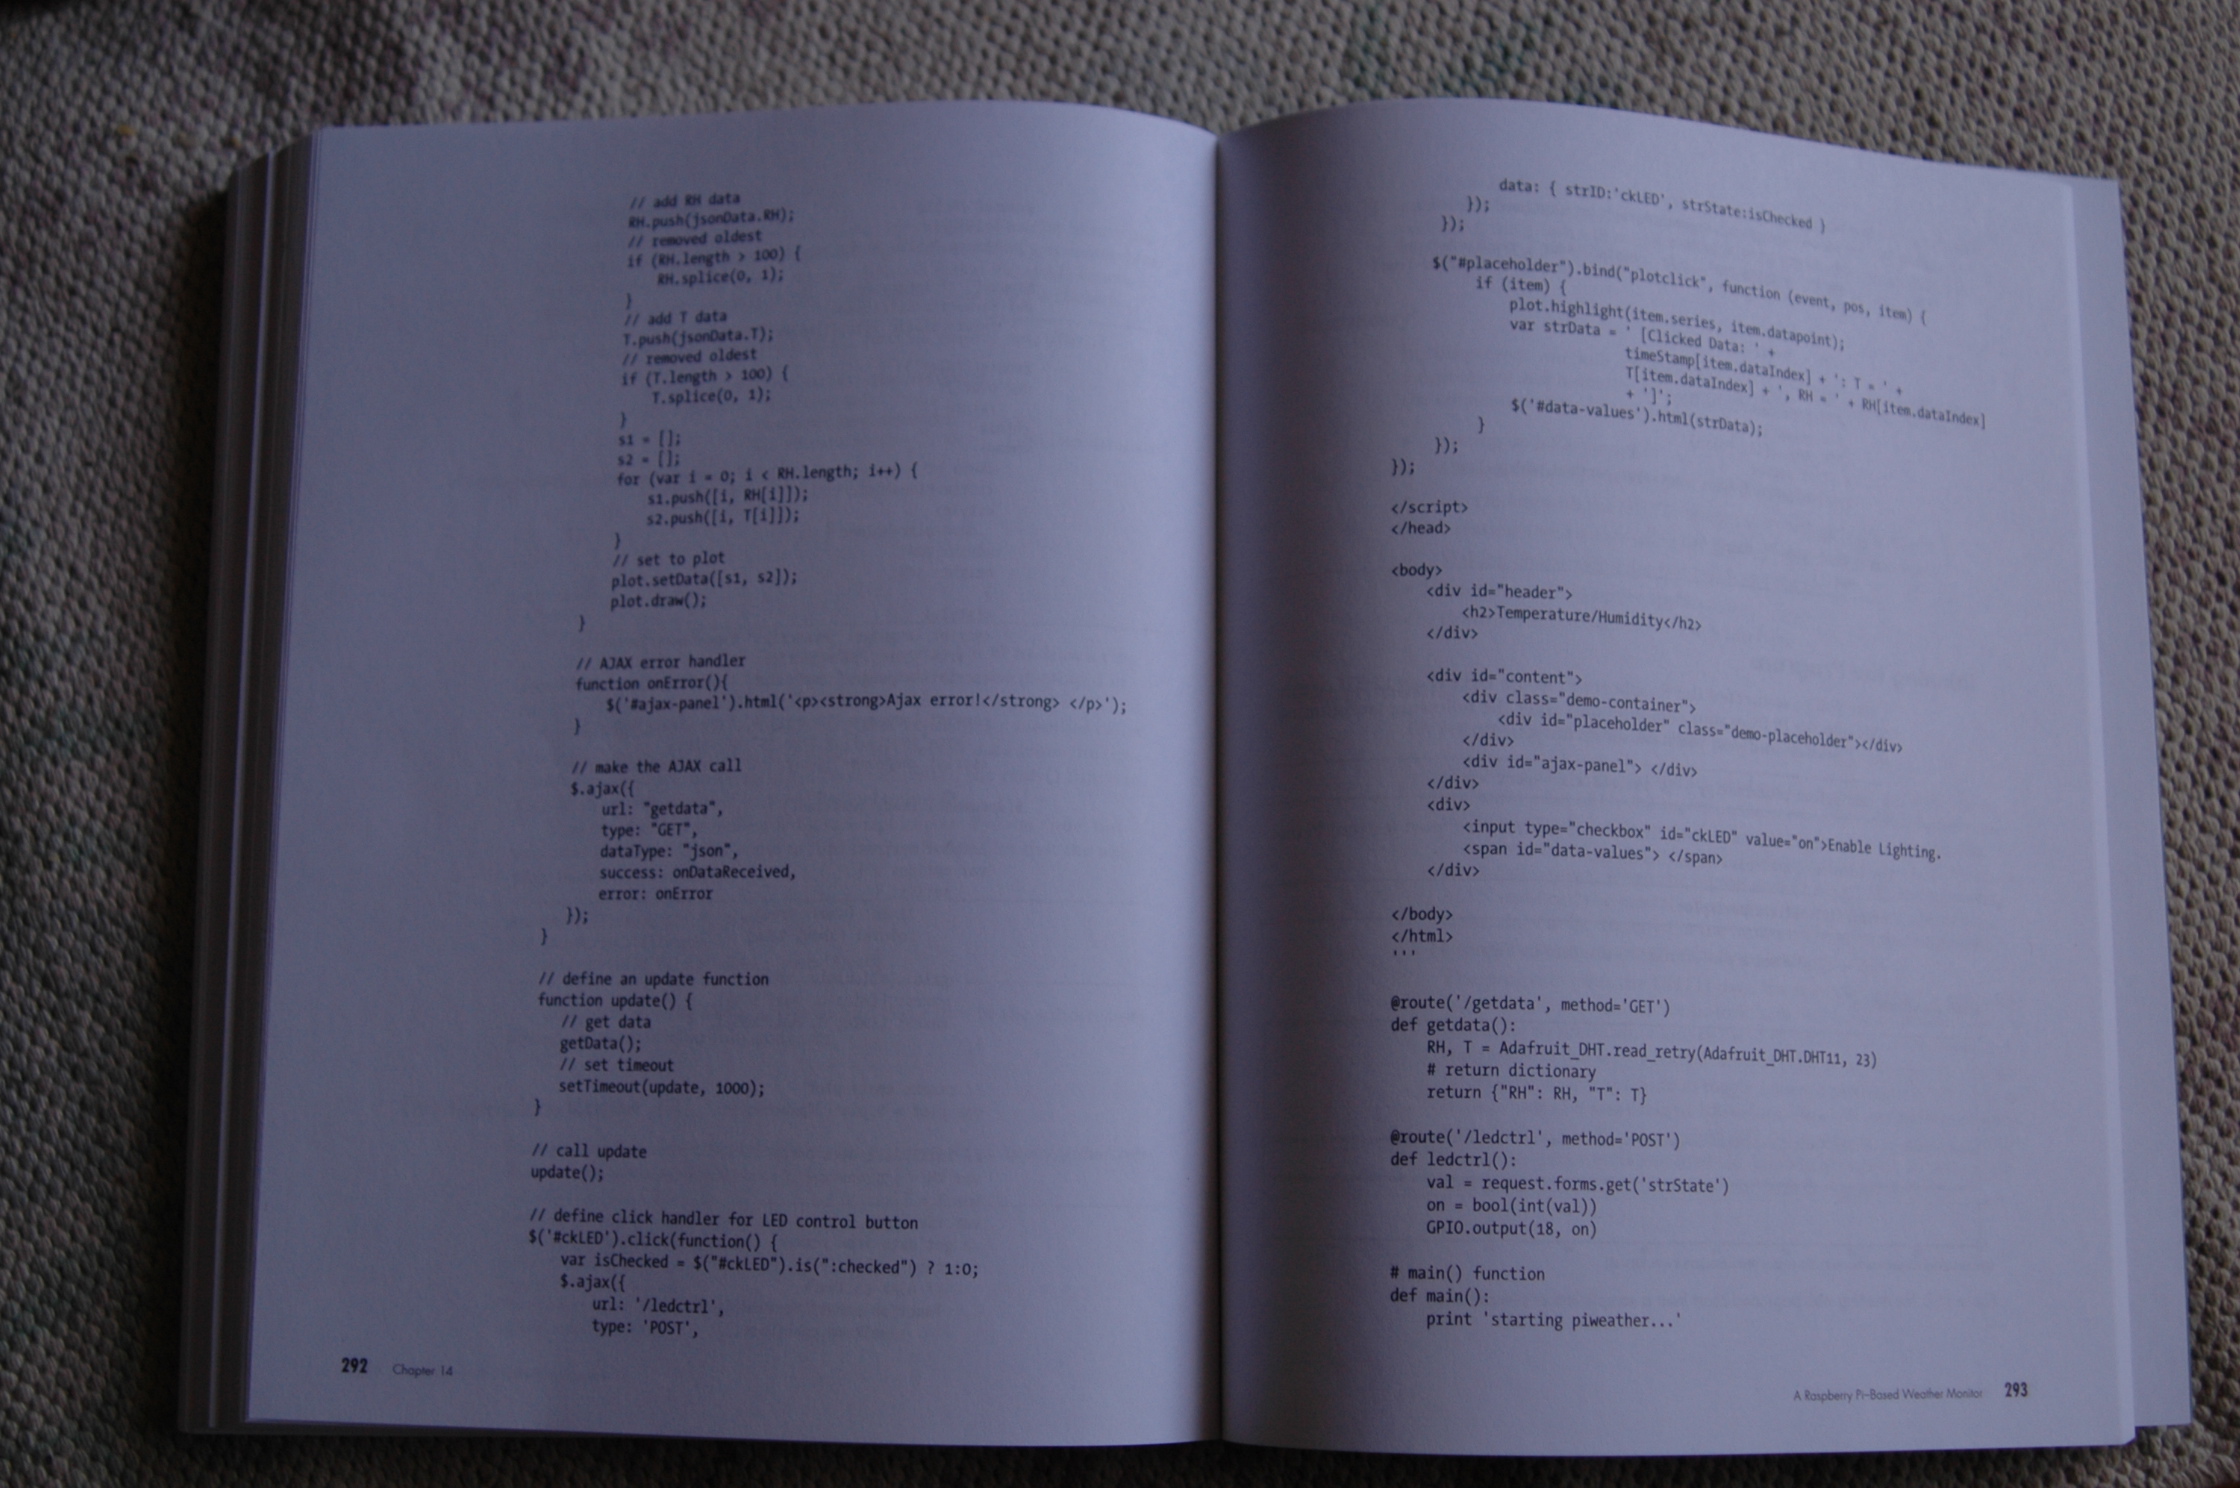 // add RH data
RH.push(jsonData.RH);
// removed oldest
if (RH.length > 100) {
RH.splice(0, 1);
}
// add T data
T.push(jsonData.T);
// removed oldest
if (T.length > 100) {
T.splice(0, 1);
}
s1 = [];
s2 = [];
for (var i = 0; i < RH.length; i++) {
s1.push([i, RH[i]]);
s2.push([i, T[i]]);
}
// set to plot
plot.setData([s1, s2]);
plot.draw();
}
// AJAX error handler
function onError(){
$('#ajax-panel').html('<p><strong>Ajax error!</strong> </p>');
}
// make the AJAX call
$.ajax({
url: "getdata",
type: "GET",
dataType: "json",
success: onDataReceived,
error: onError
});
}
// define an update function
function update() {
// get data
getData();
// set timeout
setTimeout(update, 1000);
}
// call update
update();
// define click handler for LED control button
$('#ckLED').click(function() {
var isChecked = $("#ckLED").is(":checked") ? 1:0;
$.ajax({
url: '/ledctrl',
type: 'POST',
292 Chapter 14
data: { strID:'ckLED', strState:isChecked }
});
});
$("#placeholder").bind("plotclick", function (event, pos, item) {
if (item) {
plot.highlight(item.series, item.datapoint);
var strData = ' [Clicked Data: ' +
timeStamp[item.dataIndex] + ': T = ' +
T[item.dataIndex] + ', RH = ' + RH[item.dataIndex]
+ ']';
$('#data-values').html(strData);
}
});
});
</script>
</head>
<body>
<div id="header">
<h2>Temperature/Humidity</h2>
</div>
<div id="content">
<div class="demo-container">
<div id="placeholder" class="demo-placeholder"></div>
</div>
<div id="ajax-panel"> </div>
</div>
<div>
<input type="checkbox" id="ckLED" value="on">Enable Lighting.
<span id="data-values"> </span>
</div>
</body>
</html>
'''
@route('/getdata', method='GET')
def getdata():
RH, T = Adafruit_DHT.read_retry(Adafruit_DHT.DHT11, 23)
# return dictionary
return {"RH": RH, "T": T}
@route('/ledctrl', method='POST')
def ledctrl():
val = request.forms.get('strState')
on = bool(int(val))
GPIO.output(18, on)
# main() function
def main():
print 'starting piweather...'
A Raspberry Pi–Based Weather Monitor 293